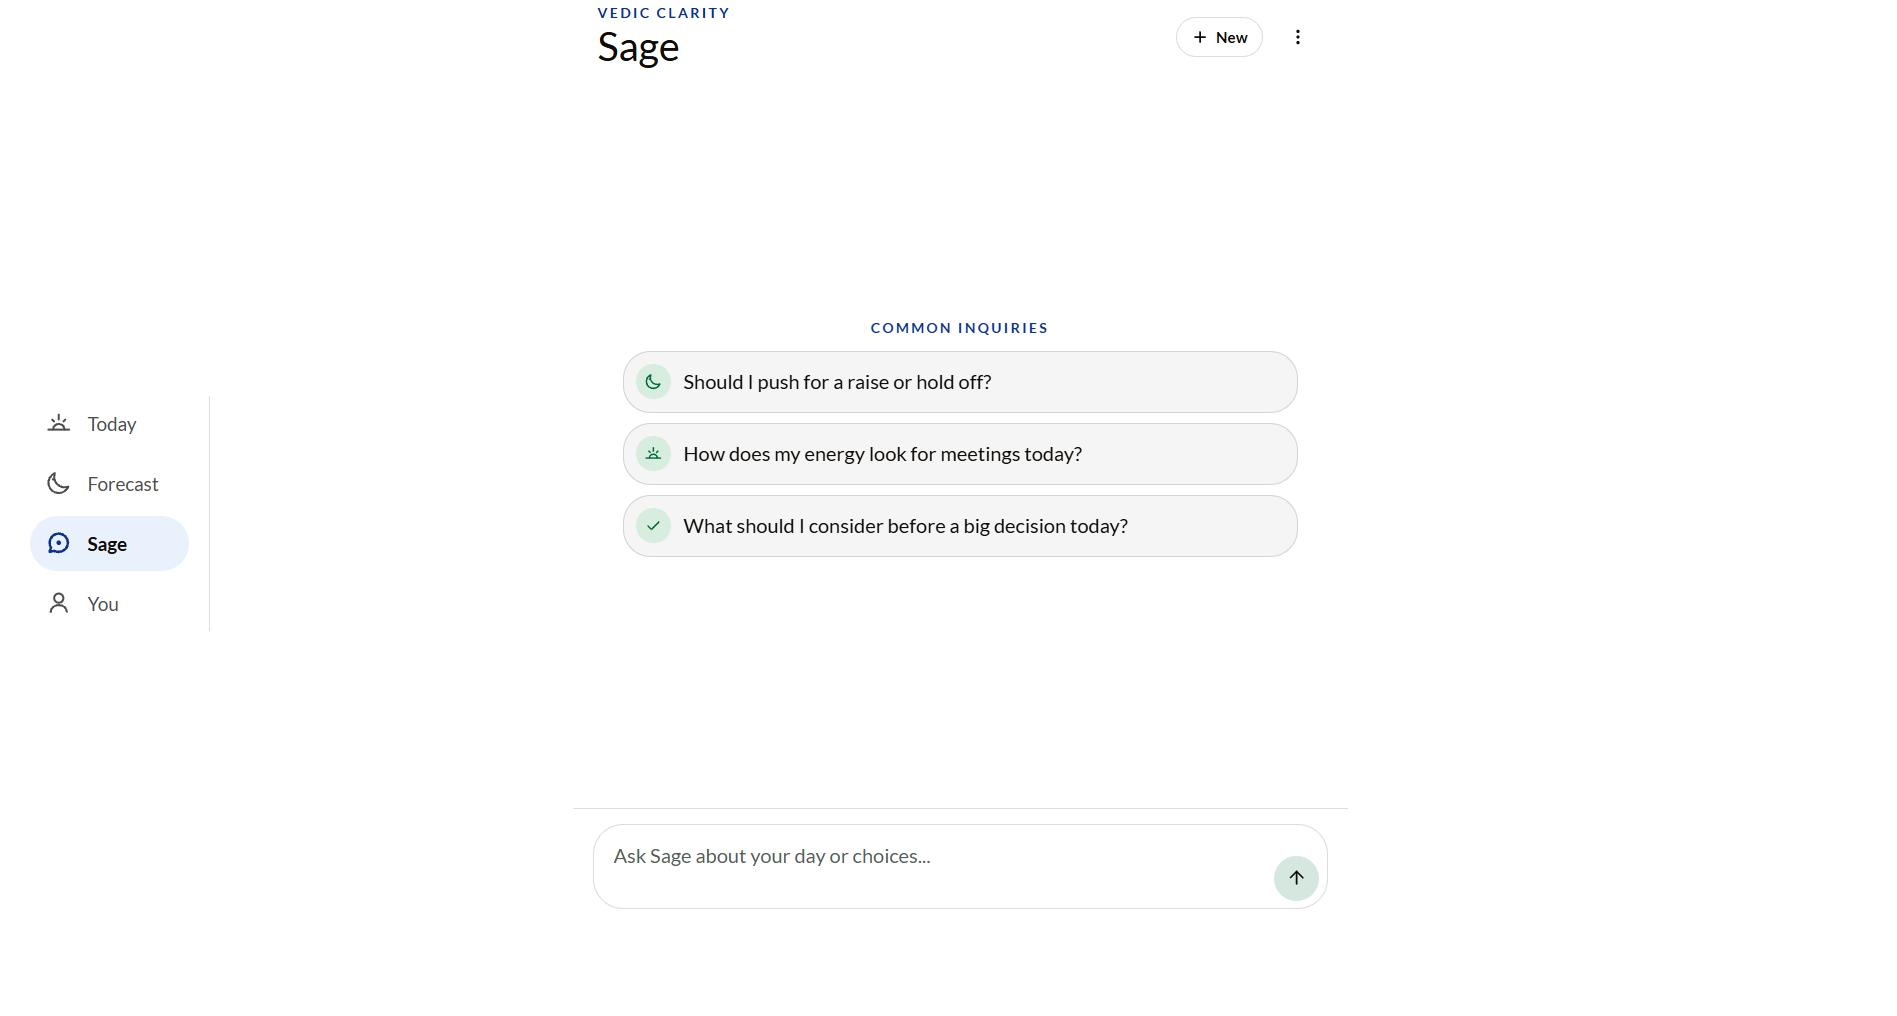 VEDIC CLARITY
Sage
New
COMMON INQUIRIES
Should I push for a raise or hold off?
How does my energy look for meetings today?
What should I consider before a big decision today?
Today
Forecast
Sage
You
Ask Sage about your day or choices...